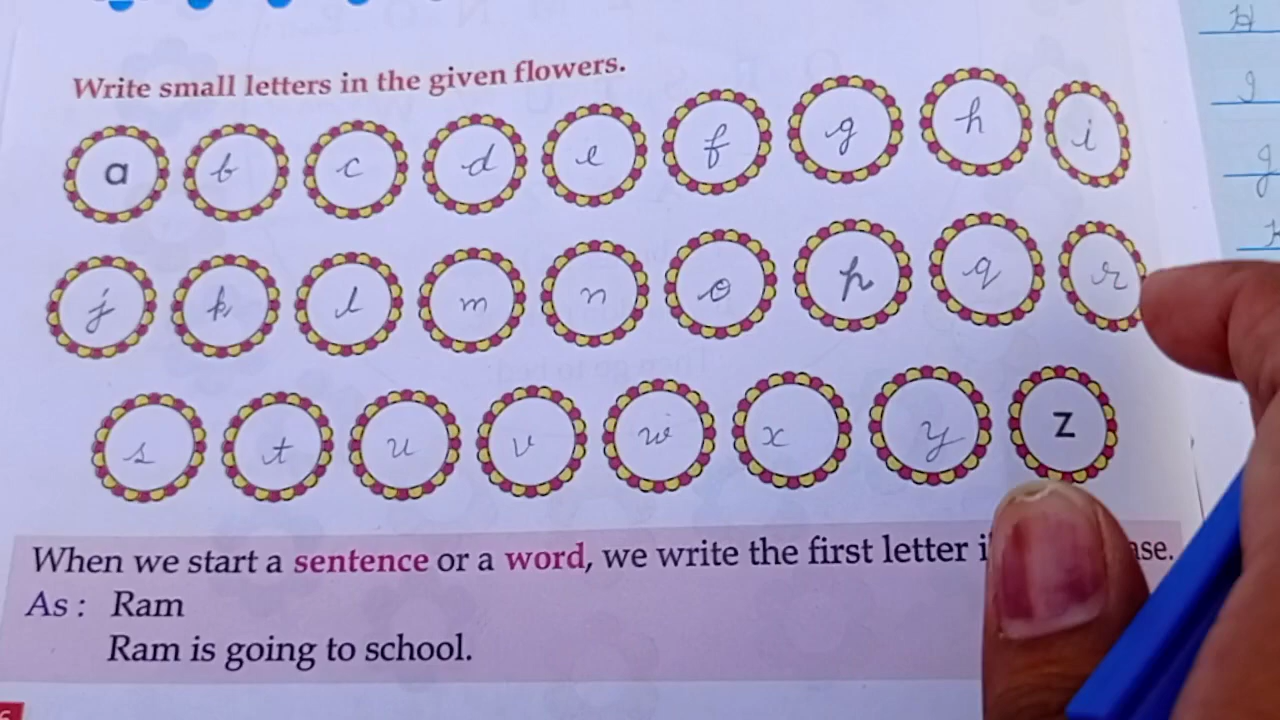 Write small letters in the given flowers.
a b c d e f g h i
j k l m n o p q r
s t u v w x y z
When we start a sentence or a word, we write the first letter
As : Ram
Ram is going to school.
H
g
g